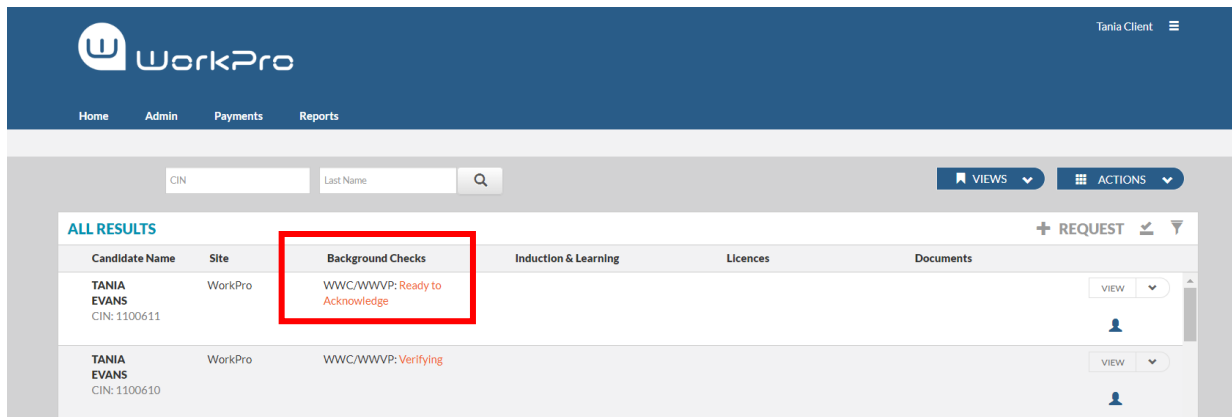 Tania Client
WorkPro
Home Admin Payments Reports
CIN Last Name VIEWS ACTIONS
ALL RESULTS REQUEST
Candidate Name Site Background Checks Induction & Learning Licences Documents
TANIA WorkPro WWC/WWVP: Ready to VIEW
EVANS Acknowledge
CIN: 1100611
TANIA WorkPro WWC/WWVP: Verifying VIEW
EVANS
CIN: 1100610